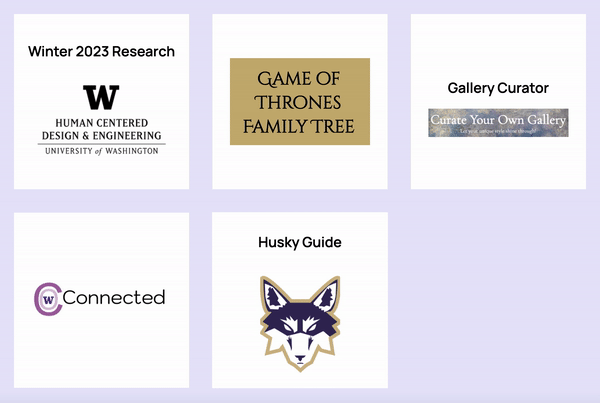 Winter 2023 Research
W
HUMAN CENTERED
DESIGN & ENGINEERING
UNIVERSITY of WASHINGTON
GAME OF
THRONES
FAMILY TREE
Gallery Curator
Curate Your Own Gallery
Let your unique style shine through!
W Connected
Husky Guide